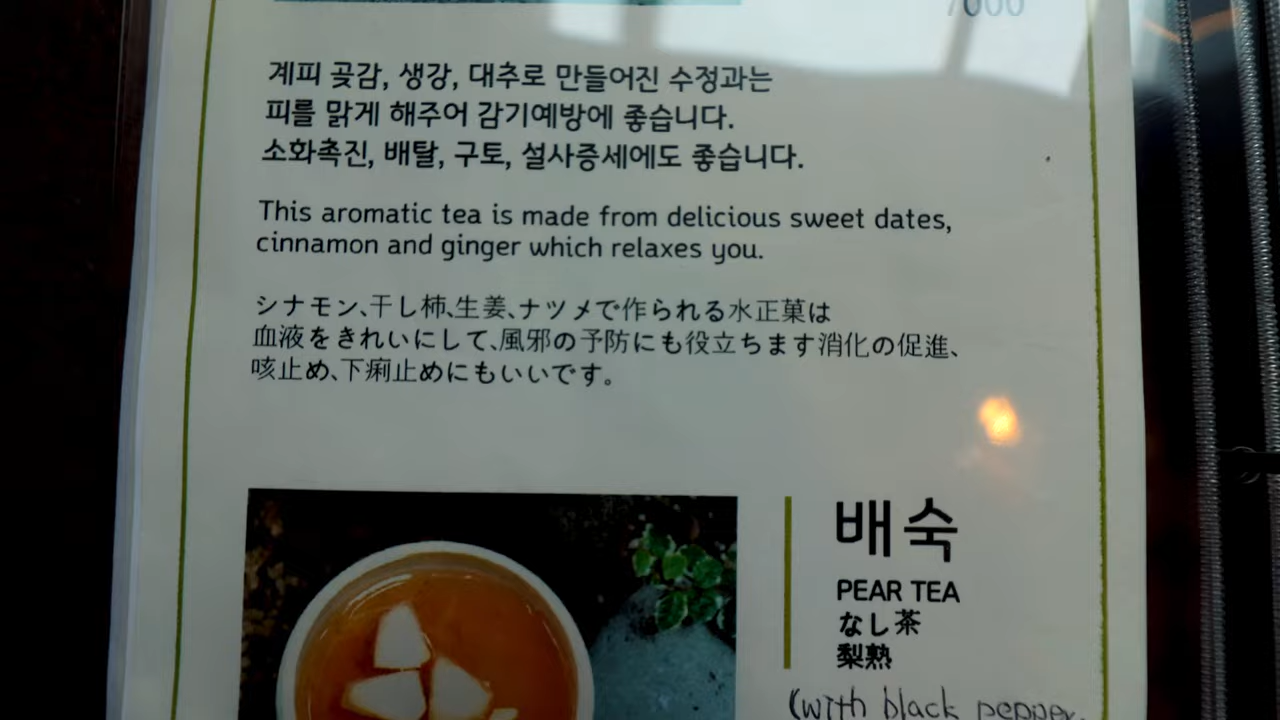 7000
계피 곶감, 생강, 대추로 만들어진 수정과는
피를 맑게 해주어 감기예방에 좋습니다.
소화촉진, 배탈, 구토, 설사증세에도 좋습니다.
This aromatic tea is made from delicious sweet dates,
cinnamon and ginger which relaxes you.
シナモン、干し柿、生姜、ナツメで作られる水正菓は
血液をきれいにして、風邪の予防にも役立ちます消化の促進、
咳止め、下痢止めにもいいです。
배숙
PEAR TEA
なし茶
梨熟
(with black pepper,